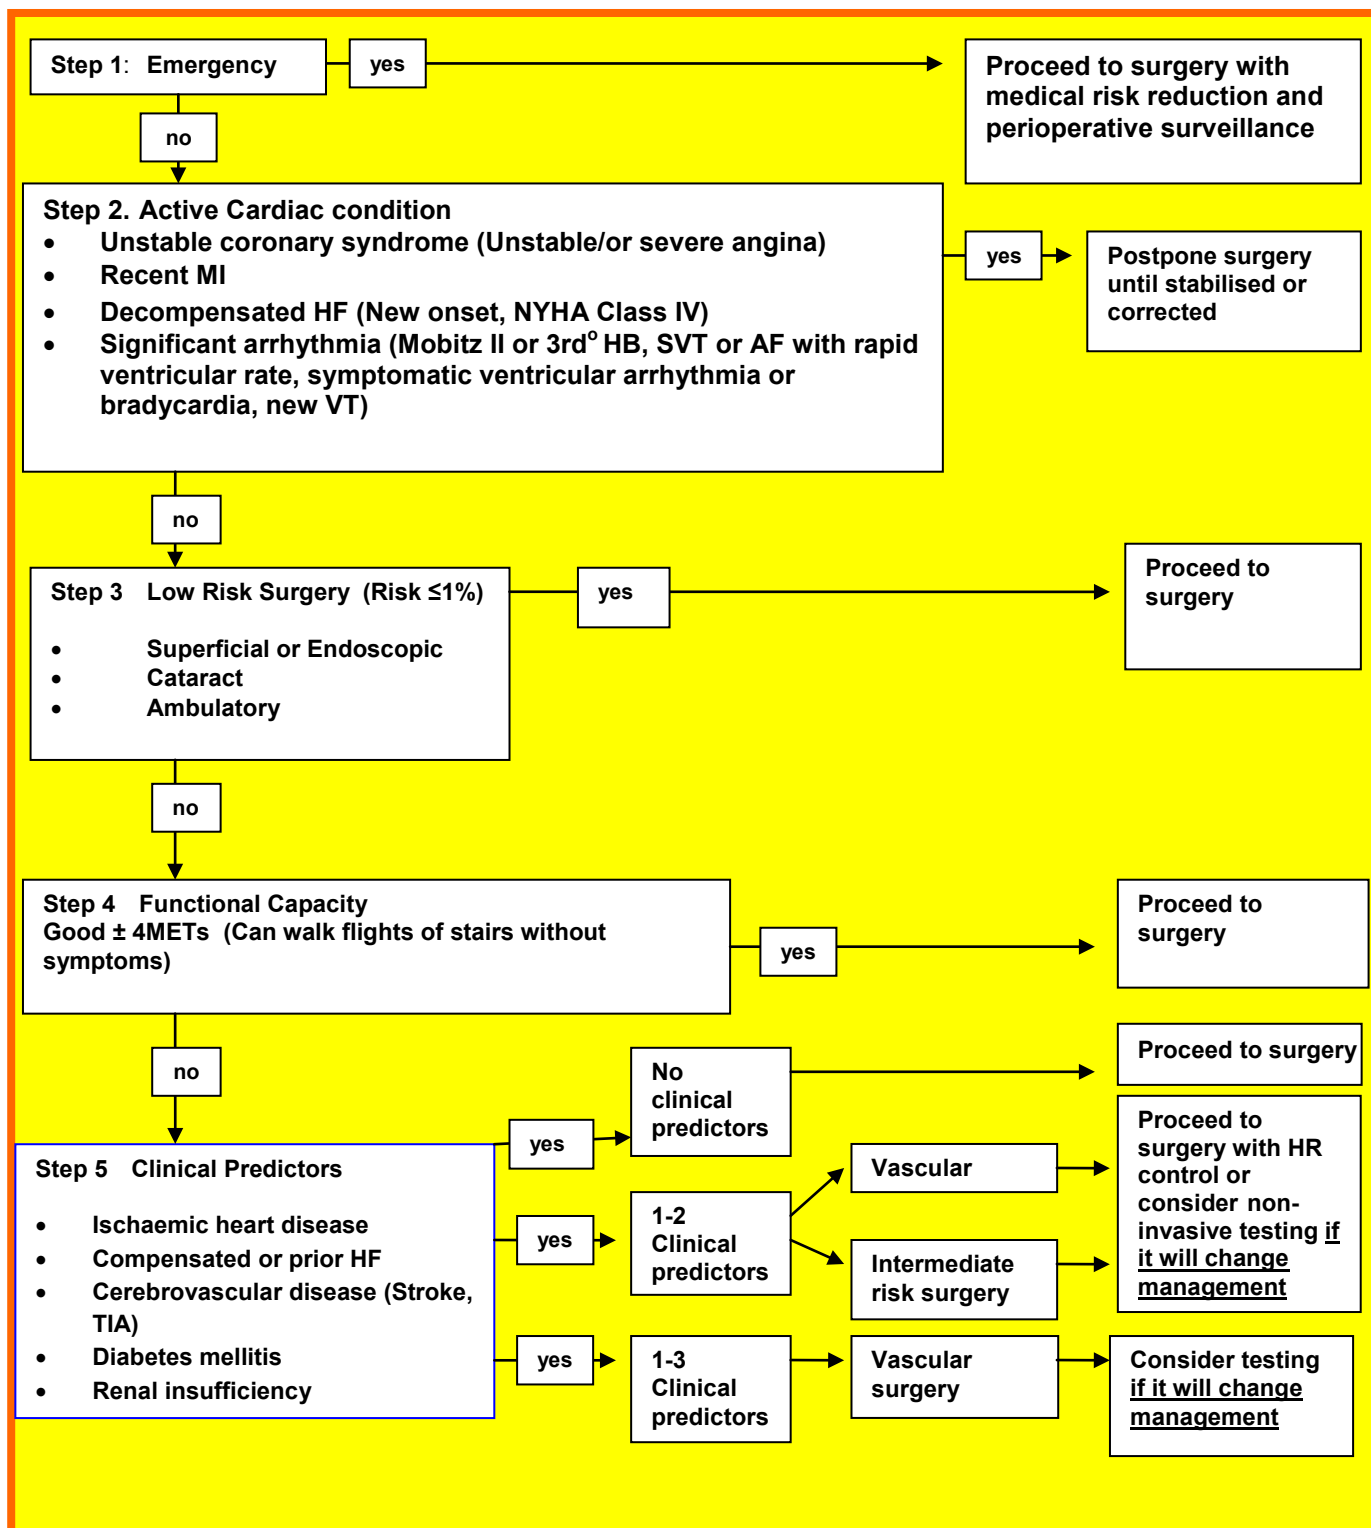 Step 1: Emergency
yes
Proceed to surgery with
medical risk reduction and
perioperative surveillance
no
Step 2. Active Cardiac condition
• Unstable coronary syndrome (Unstable/or severe angina)
• Recent MI
• Decompensated HF (New onset, NYHA Class IV)
• Significant arrhythmia (Mobitz II or 3rd° HB, SVT or AF with rapid
ventricular rate, symptomatic ventricular arrhythmia or
bradycardia, new VT)
yes
Postpone surgery
until stabilised or
corrected
no
Step 3 Low Risk Surgery (Risk ≤1%)
• Superficial or Endoscopic
• Cataract
• Ambulatory
yes
Proceed to
surgery
no
Step 4 Functional Capacity
Good ± 4METs (Can walk flights of stairs without
symptoms)
yes
Proceed to
surgery
no
Step 5 Clinical Predictors
• Ischaemic heart disease
• Compensated or prior HF
• Cerebrovascular disease (Stroke,
TIA)
• Diabetes mellitis
• Renal insufficiency
yes
No
clinical
predictors
Proceed to surgery
yes
1-2
Clinical
predictors
Vascular
Intermediate
risk surgery
Proceed to
surgery with HR
control or
consider non-
invasive testing if
it will change
management
yes
1-3
Clinical
predictors
Vascular
surgery
Consider testing
if it will change
management